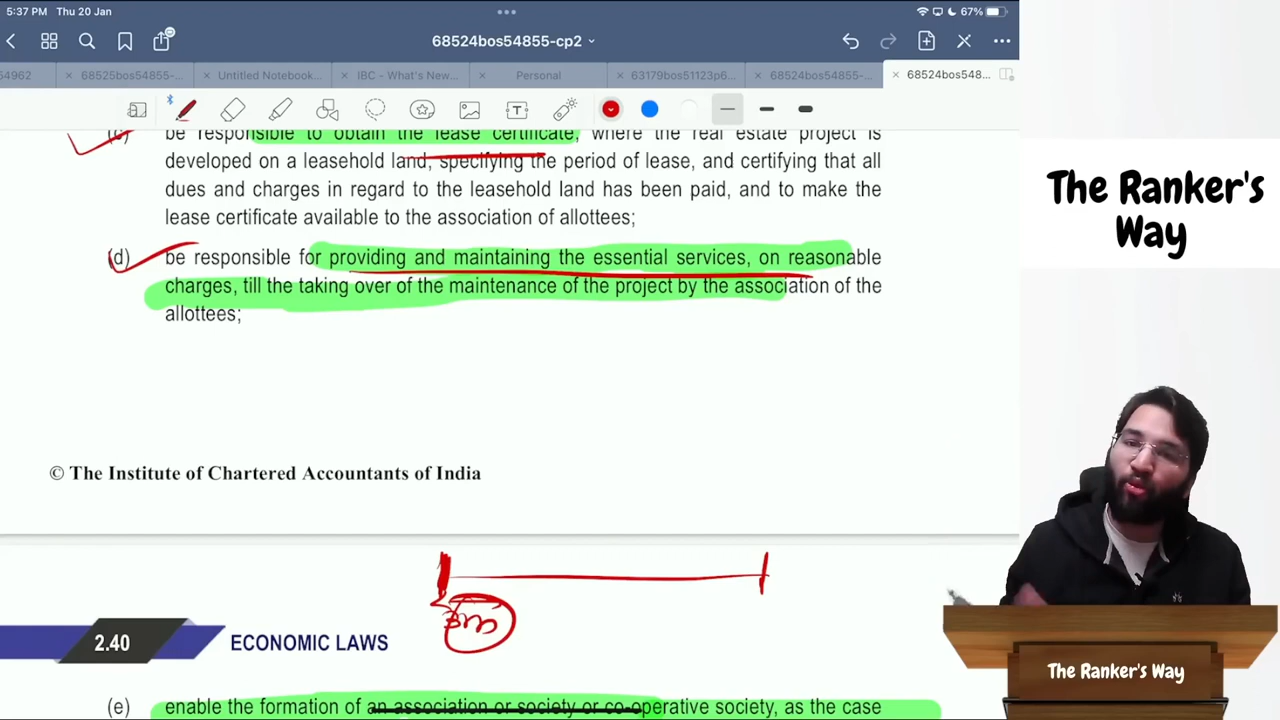 5:37 PM Thu 20 Jan
67%
68524bos54855-cp2
54962
68525bos54855-...
Untitled Notebook...
IBC - What's New...
Personal
63179bos51123p6...
68524bos54855-...
68524bos548...
(c) be responsible to obtain the lease certificate, where the real estate project is
developed on a leasehold land, specifying the period of lease, and certifying that all
dues and charges in regard to the leasehold land has been paid, and to make the
lease certificate available to the association of allottees;
(d) be responsible for providing and maintaining the essential services, on reasonable
charges, till the taking over of the maintenance of the project by the association of the
allottees;
© The Institute of Chartered Accountants of India
2.40 ECONOMIC LAWS
(e) enable the formation of an association or society or co-operative society, as the case
The Ranker's
Way
The Ranker's Way